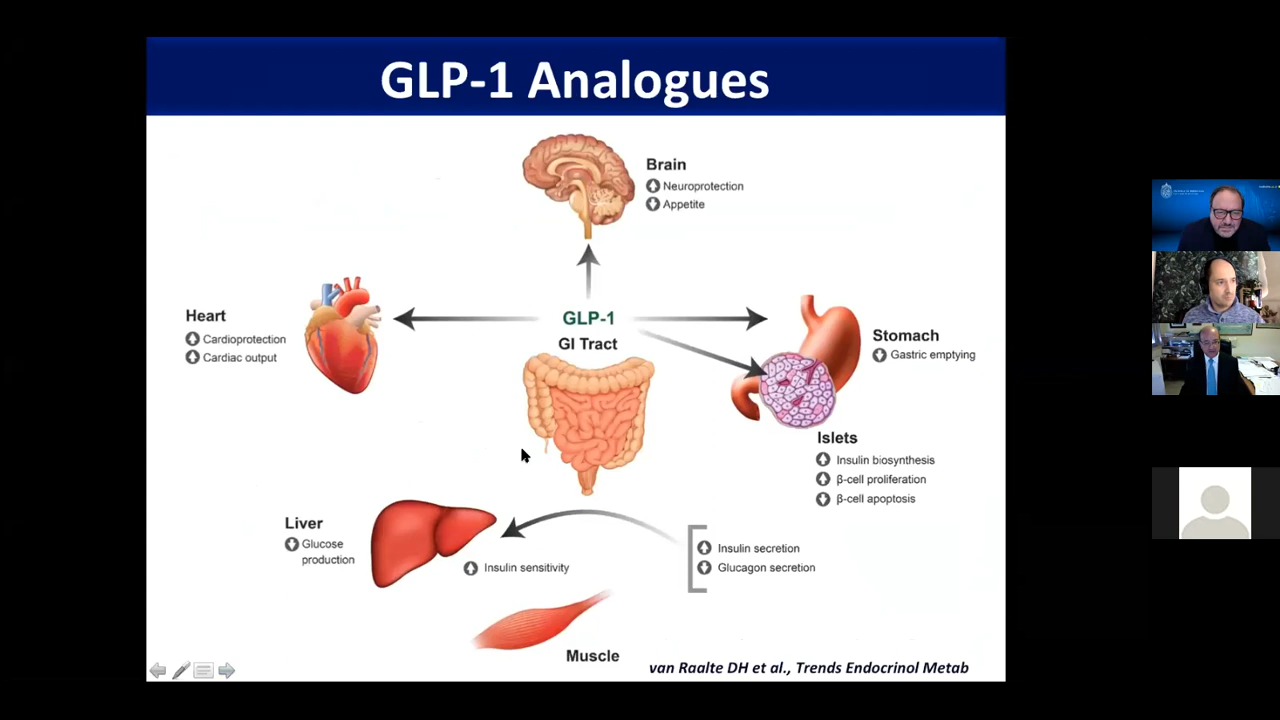 GLP-1 Analogues
Brain
Neuroprotection
Appetite
Heart
Cardioprotection
Cardiac output
GLP-1
GI Tract
Stomach
Gastric emptying
Islets
Insulin biosynthesis
β-cell proliferation
β-cell apoptosis
Liver
Glucose
production
Insulin sensitivity
Insulin secretion
Glucagon secretion
Muscle
van Raalte DH et al., Trends Endocrinol Metab